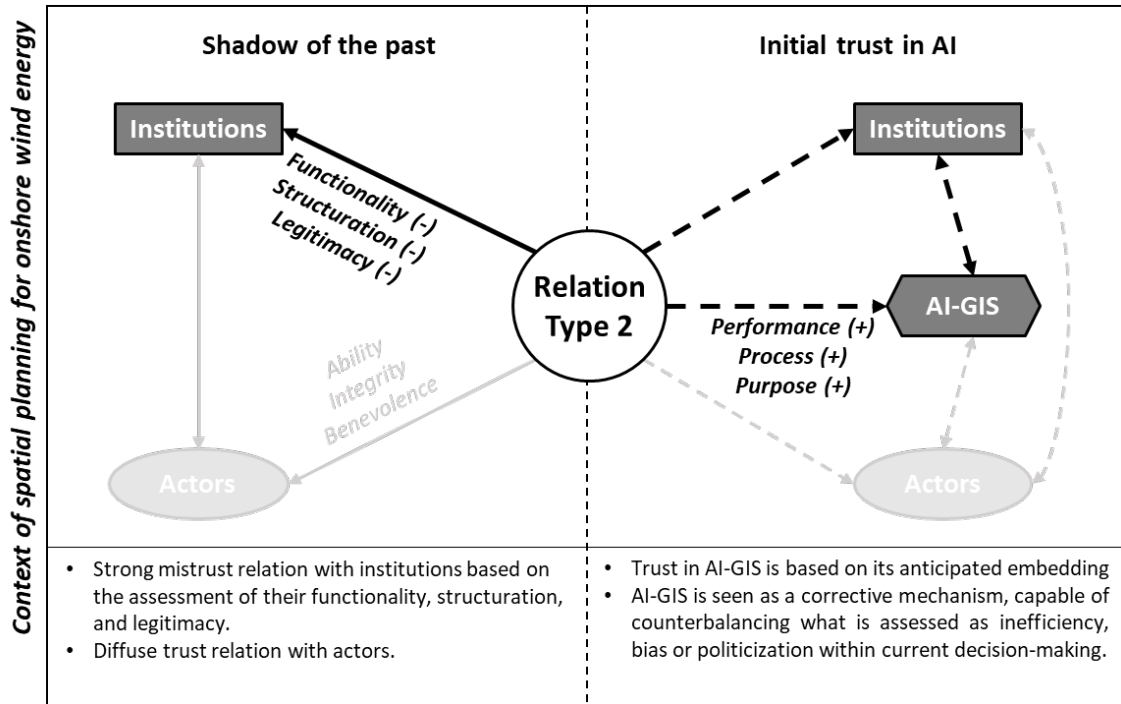 Context of spatial planning for onshore wind energy
Shadow of the past
Institutions
Functionality (-)
Structuration (-)
Legitimacy (-)
Ability
Integrity
Benevolence
Actors
Relation
Type 2
Initial trust in AI
Institutions
AI-GIS
Performance (+)
Process (+)
Purpose (+)
Actors
• Strong mistrust relation with institutions based on
the assessment of their functionality, structuration,
and legitimacy.
• Diffuse trust relation with actors.
• Trust in AI-GIS is based on its anticipated embedding
• AI-GIS is seen as a corrective mechanism, capable of
counterbalancing what is assessed as inefficiency,
bias or politicization within current decision-making.